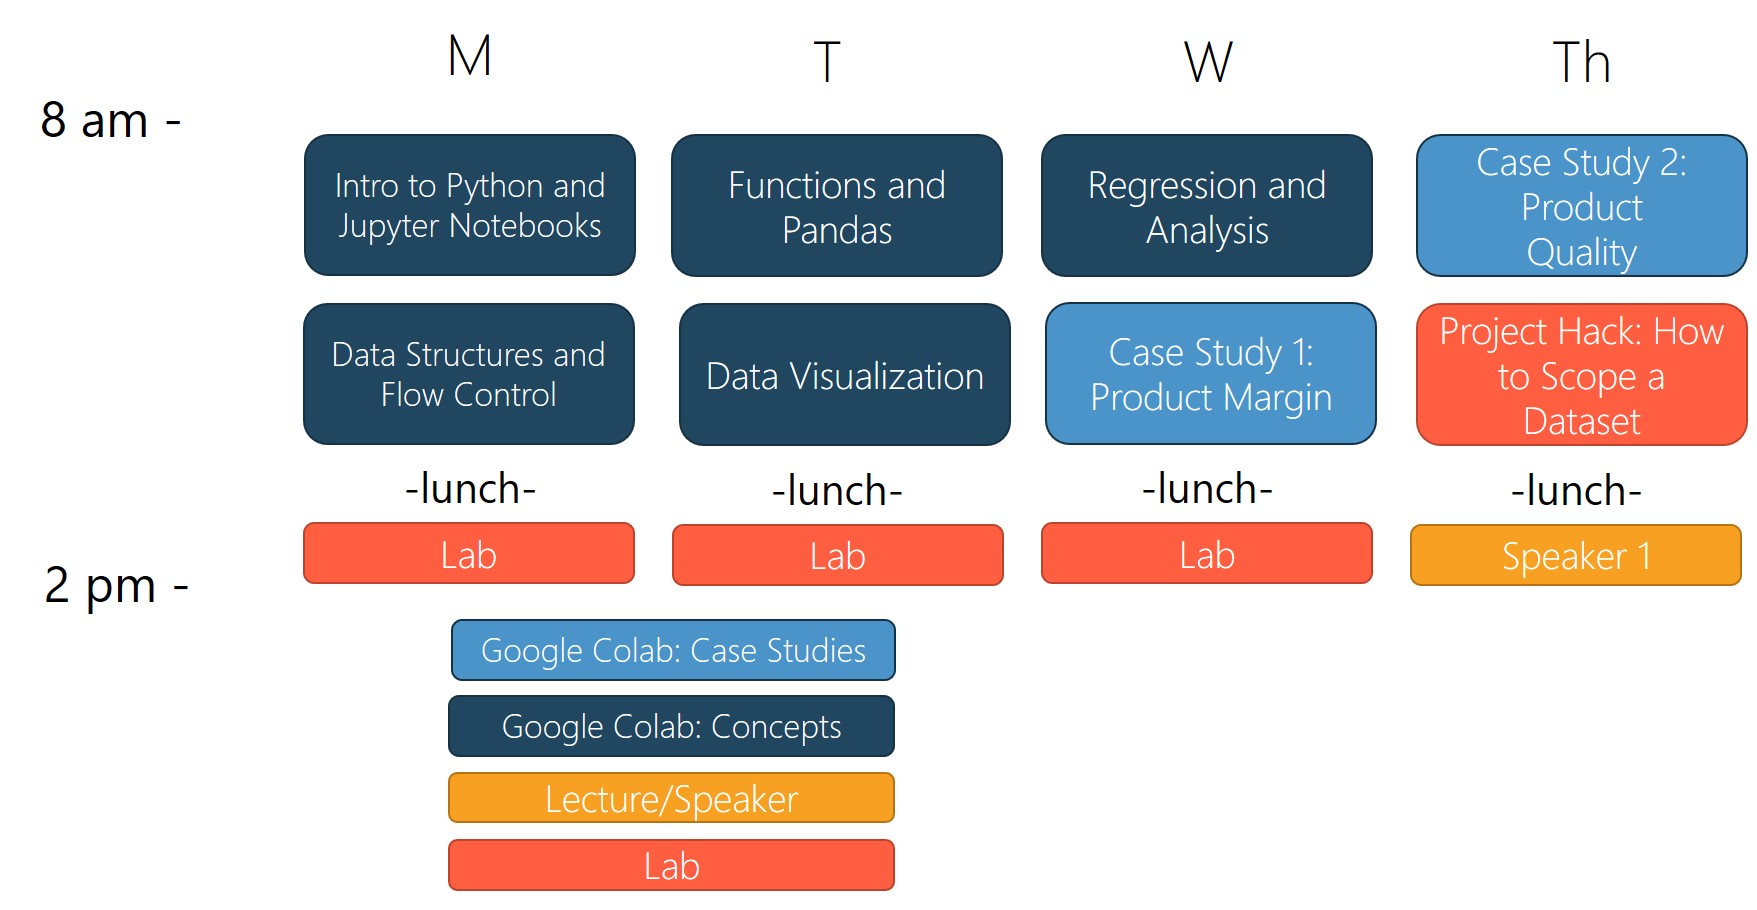 M T W Th
8 am -
Intro to Python and
Jupyter Notebooks
Functions and
Pandas
Regression and
Analysis
Case Study 2:
Product
Quality
Data Structures and
Flow Control
Data Visualization
Case Study 1:
Product Margin
Project Hack: How
to Scope a
Dataset
-lunch- -lunch- -lunch- -lunch-
Lab Lab Lab Speaker 1
2 pm -
Google Colab: Case Studies
Google Colab: Concepts
Lecture/Speaker
Lab